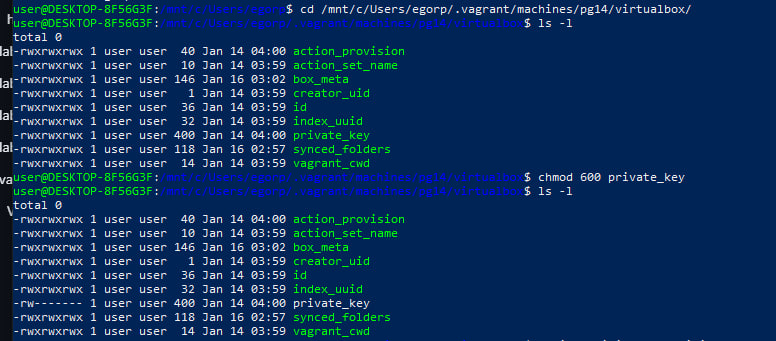 user@DESKTOP-8F56G3F:/mnt/c/Users/egorp/.vagrant/machines/pg14/virtualbox$ cd /mnt/c/Users/egorp/.vagrant/machines/pg14/virtualbox/
user@DESKTOP-8F56G3F:/mnt/c/Users/egorp/.vagrant/machines/pg14/virtualbox$ ls -l
total 0
-rwxrwxrwx 1 user user  40 Jan 14 04:00 action_provision
-rwxrwxrwx 1 user user  10 Jan 14 03:59 action_set_name
-rwxrwxrwx 1 user user 146 Jan 16 03:02 box_meta
-rwxrwxrwx 1 user user   1 Jan 14 03:59 creator_uid
-rwxrwxrwx 1 user user  36 Jan 14 03:59 id
-rwxrwxrwx 1 user user  32 Jan 14 03:59 index_uuid
-rwxrwxrwx 1 user user 400 Jan 14 04:00 private_key
-rwxrwxrwx 1 user user 118 Jan 16 02:57 synced_folders
-rwxrwxrwx 1 user user  14 Jan 14 03:59 vagrant_cwd
user@DESKTOP-8F56G3F:/mnt/c/Users/egorp/.vagrant/machines/pg14/virtualbox$ chmod 600 private_key
user@DESKTOP-8F56G3F:/mnt/c/Users/egorp/.vagrant/machines/pg14/virtualbox$ ls -l
total 0
-rwxrwxrwx 1 user user  40 Jan 14 04:00 action_provision
-rwxrwxrwx 1 user user  10 Jan 14 03:59 action_set_name
-rwxrwxrwx 1 user user 146 Jan 16 03:02 box_meta
-rwxrwxrwx 1 user user   1 Jan 14 03:59 creator_uid
-rwxrwxrwx 1 user user  36 Jan 14 03:59 id
-rwxrwxrwx 1 user user  32 Jan 14 03:59 index_uuid
-rw------- 1 user user 400 Jan 14 04:00 private_key
-rwxrwxrwx 1 user user 118 Jan 16 02:57 synced_folders
-rwxrwxrwx 1 user user  14 Jan 14 03:59 vagrant_cwd